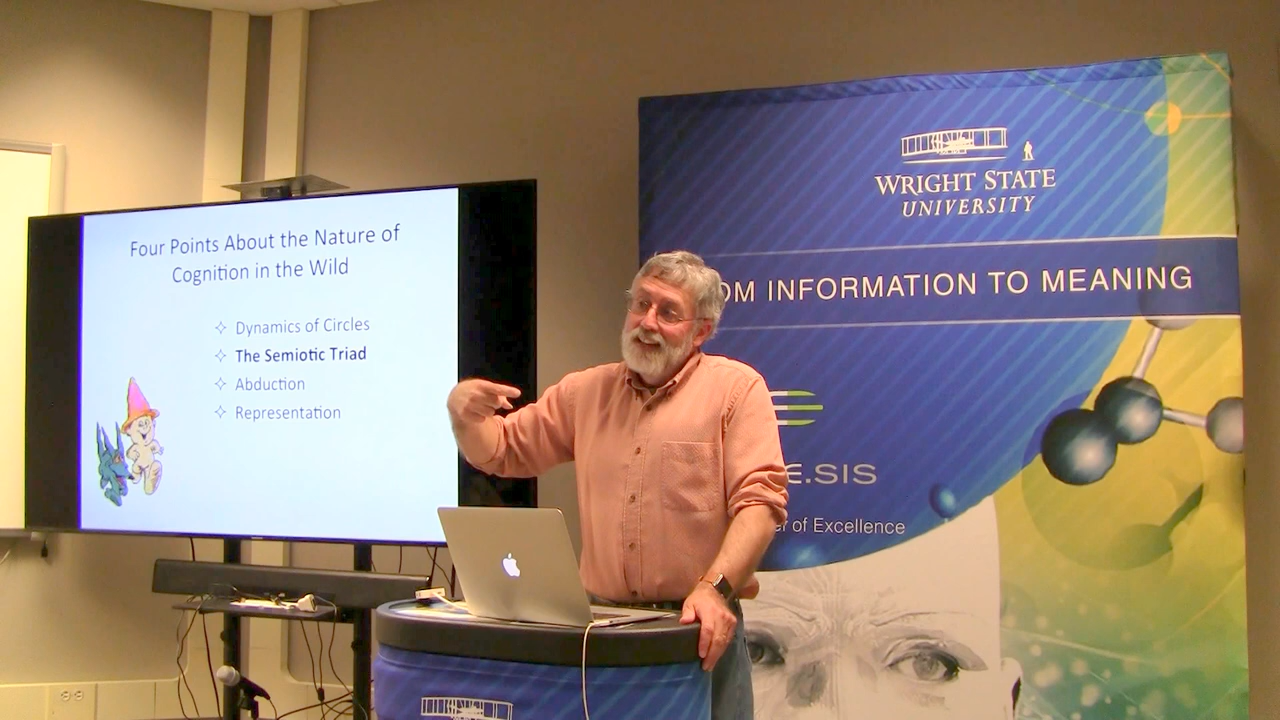 Four Points About the Nature of
Cognition in the Wild
✧ Dynamics of Circles
✧ The Semiotic Triad
✧ Abduction
✧ Representation
WRIGHT STATE
UNIVERSITY
OM INFORMATION TO MEANING
E.SIS
er of Excellence